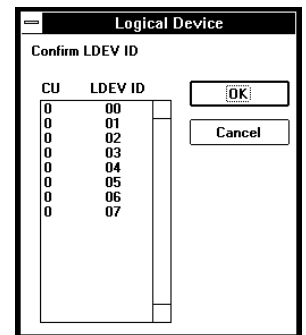 Logical Device
Confirm LDEV ID
CU LDEV ID
0 00
0 01
0 02
0 03
0 04
0 05
0 06
0 07
OK
Cancel